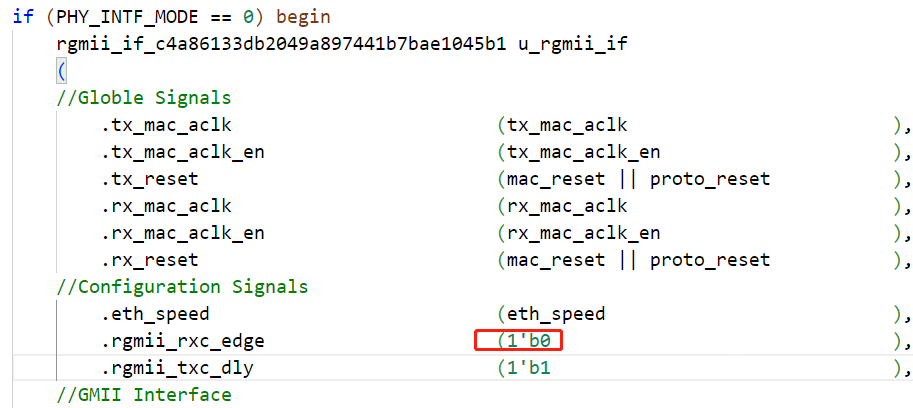 if (PHY_INTF_MODE == 0) begin
rgmii_if_c4a86133db2049a897441b7bae1045b1 u_rgmii_if
(
//Globle Signals
.tx_mac_aclk (tx_mac_aclk ),
.tx_mac_aclk_en (tx_mac_aclk_en ),
.tx_reset (mac_reset || proto_reset ),
.rx_mac_aclk (rx_mac_aclk ),
.rx_mac_aclk_en (rx_mac_aclk_en ),
.rx_reset (mac_reset || proto_reset ),
//Configuration Signals
.eth_speed (eth_speed ),
.rgmii_rxc_edge (1'b0 ),
.rgmii_txc_dly (1'b1 ),
//GMII Interface